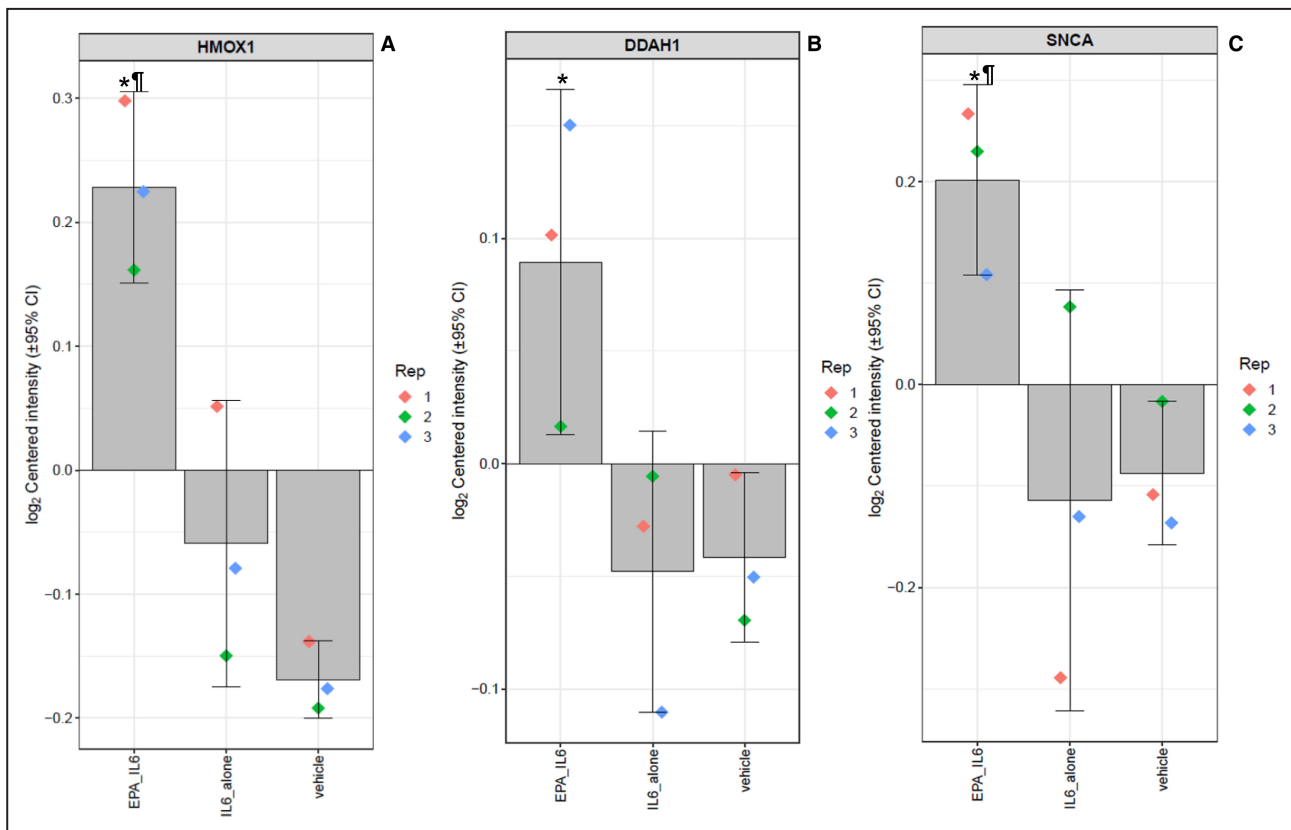 HMOX1
A
*¶
log2 Centered intensity (±95% CI)
0.3
0.2
0.1
0.0
−0.1
−0.2
EPA_IL6
IL6_alone
vehicle
Rep
1
2
3
DDAH1
B
*
log2 Centered intensity (±95% CI)
0.1
0.0
−0.1
EPA_IL6
IL6_alone
vehicle
Rep
1
2
3
SNCA
C
*¶
log2 Centered intensity (±95% CI)
0.2
0.0
−0.2
EPA_IL6
IL6_alone
vehicle
Rep
1
2
3